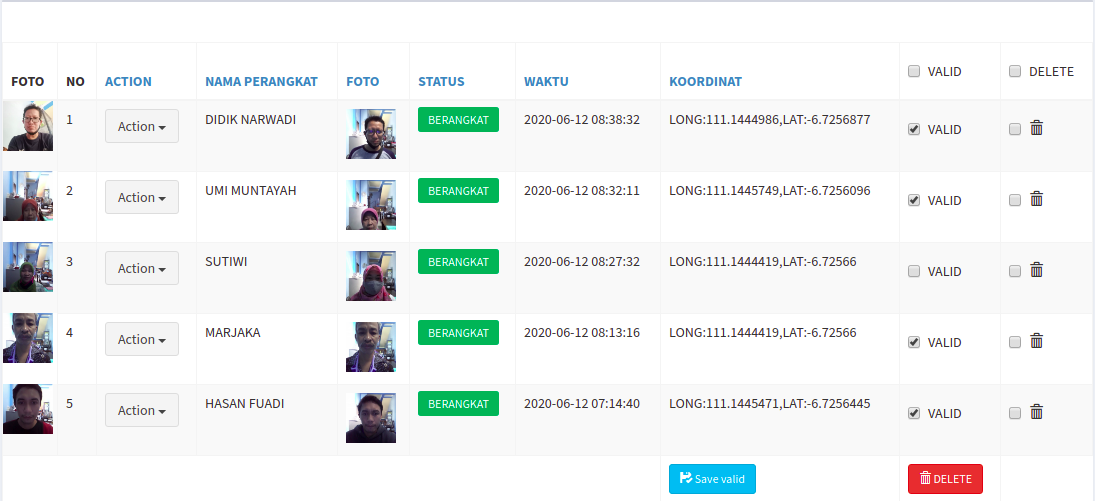 FOTO NO ACTION NAMA PERANGKAT FOTO STATUS WAKTU KOORDINAT VALID DELETE
1 Action DIDIK NARWADI BERANGKAT 2020-06-12 08:38:32 LONG:111.1444986,LAT:-6.7256877 VALID
2 Action UMI MUNTAYAH BERANGKAT 2020-06-12 08:32:11 LONG:111.1445749,LAT:-6.7256096 VALID
3 Action SUTIWI BERANGKAT 2020-06-12 08:27:32 LONG:111.1444419,LAT:-6.72566 VALID
4 Action MARJAKA BERANGKAT 2020-06-12 08:13:16 LONG:111.1444419,LAT:-6.72566 VALID
5 Action HASAN FUADI BERANGKAT 2020-06-12 07:14:40 LONG:111.1445471,LAT:-6.7256445 VALID
Save valid DELETE